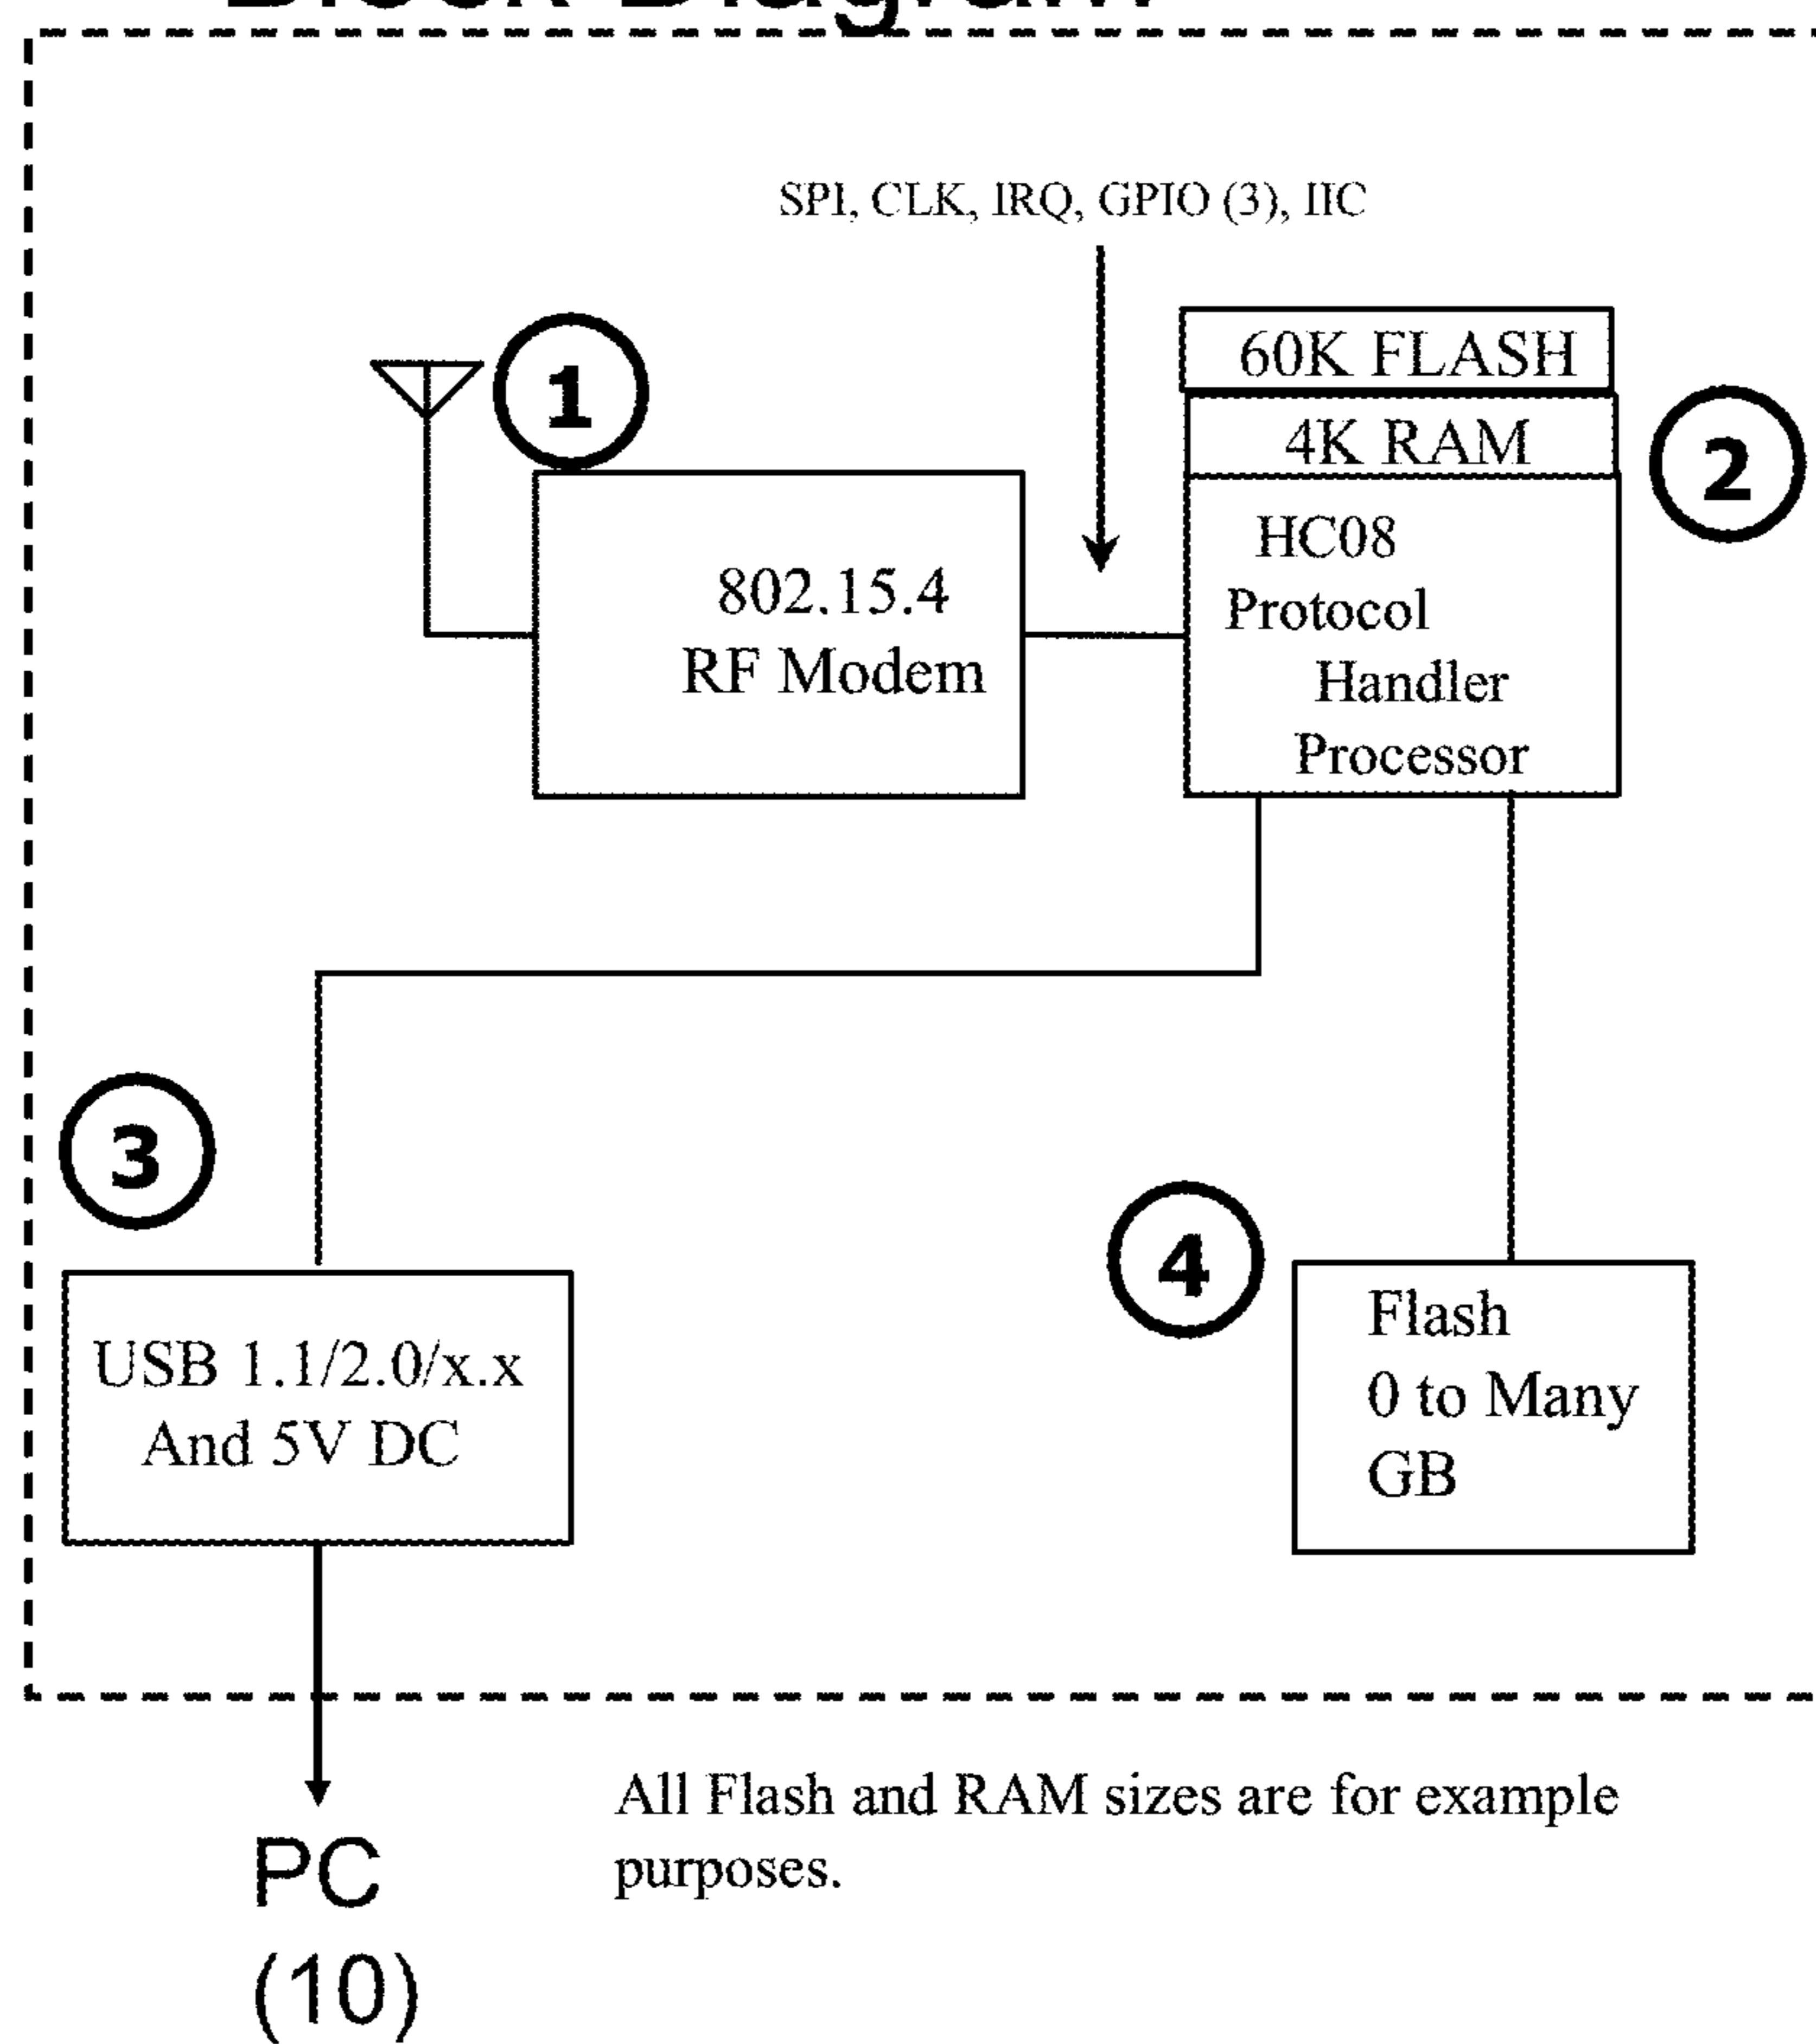 Block Diagram
SPI, CLK, IRQ, GPIO (3), IIC
1
60K FLASH
4K RAM
2
HC08
Protocol
Handler
Processor
802.15.4
RF Modem
3
4
USB 1.1/2.0/x.x
And 5V DC
Flash
0 to Many
GB
All Flash and RAM sizes are for example
purposes.
PC
(10)